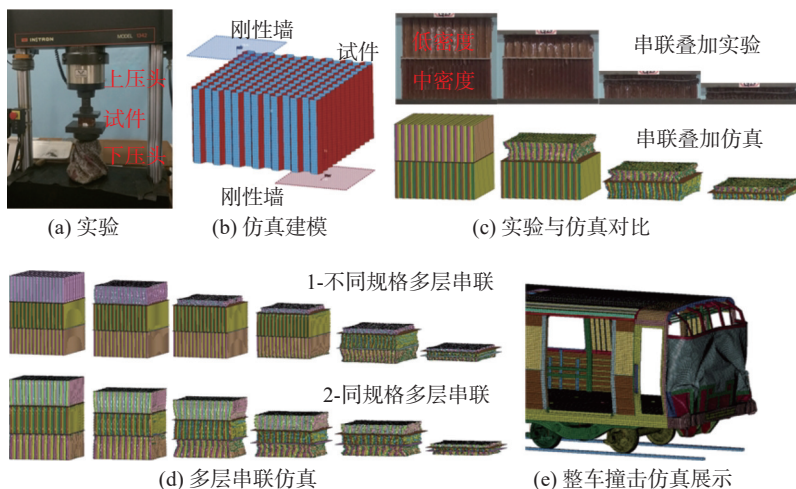 INCTRON
MODEL
上压头
试件
下压头
(a) 实验
刚性墙
试件
刚性墙
(b) 仿真建模
低密度
中密度
串联叠加实验
串联叠加仿真
(c) 实验与仿真对比
1-不同规格多层串联
2-同规格多层串联
(d) 多层串联仿真
(e) 整车撞击仿真展示